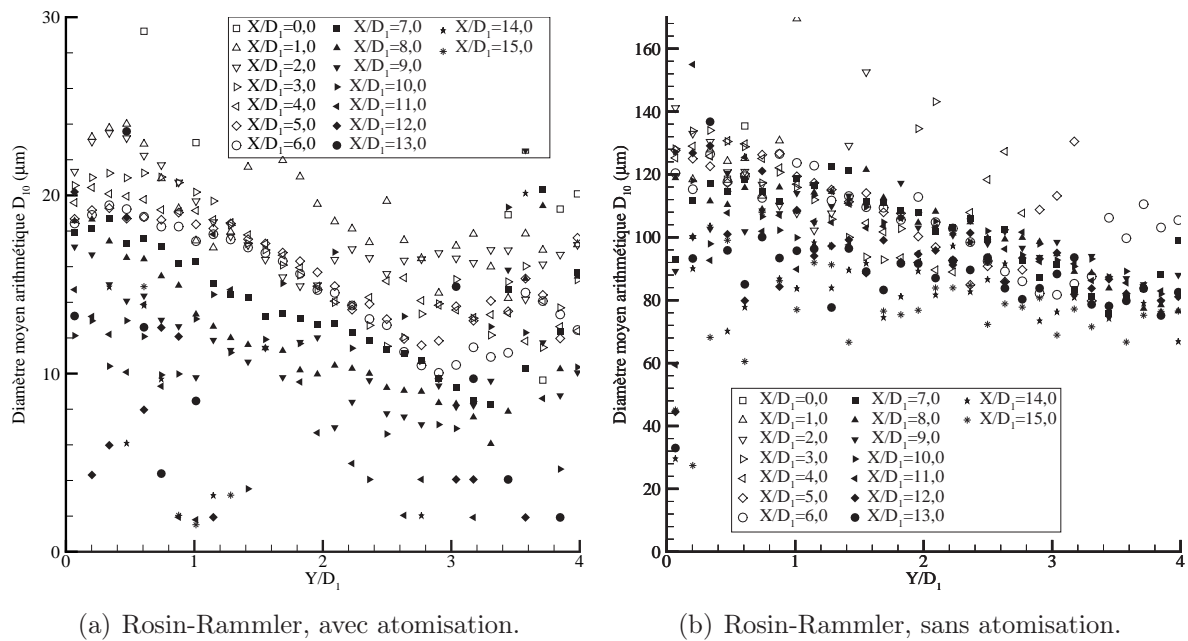 30
20
10
0
0
1
2
3
4
Diamètre moyen arithmétique D₁₀ (μm)
Y/D₁
X/D₁=0,0
X/D₁=1,0
X/D₁=2,0
X/D₁=3,0
X/D₁=4,0
X/D₁=5,0
X/D₁=6,0
X/D₁=7,0
X/D₁=8,0
X/D₁=9,0
X/D₁=10,0
X/D₁=11,0
X/D₁=12,0
X/D₁=13,0
X/D₁=14,0
X/D₁=15,0
(a) Rosin-Rammler, avec atomisation.
160
140
120
100
80
60
40
20
0
0
1
2
3
4
Diamètre moyen arithmétique D₁₀ (μm)
Y/D₁
X/D₁=0,0
X/D₁=1,0
X/D₁=2,0
X/D₁=3,0
X/D₁=4,0
X/D₁=5,0
X/D₁=6,0
X/D₁=7,0
X/D₁=8,0
X/D₁=9,0
X/D₁=10,0
X/D₁=11,0
X/D₁=12,0
X/D₁=13,0
X/D₁=14,0
X/D₁=15,0
(b) Rosin-Rammler, sans atomisation.